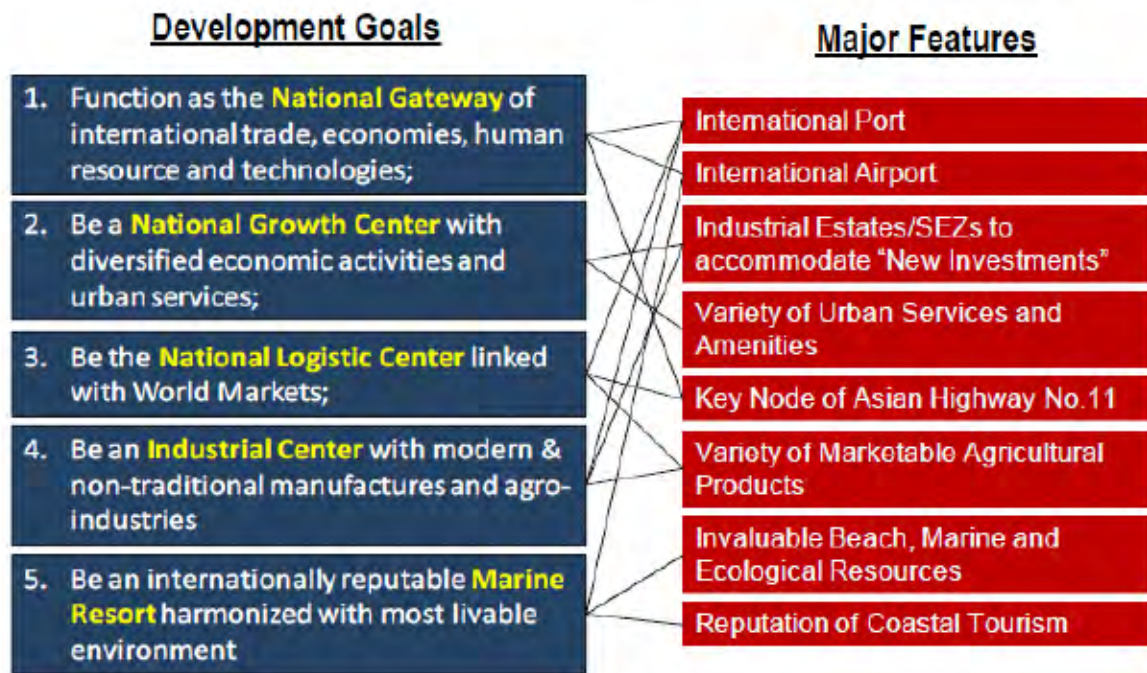 Development Goals
1. Function as the National Gateway of
international trade, economies, human
resource and technologies;
2. Be a National Growth Center with
diversified economic activities and
urban services;
3. Be the National Logistic Center linked
with World Markets;
4. Be an Industrial Center with modern &
non-traditional manufactures and agro-
industries
5. Be an internationally reputable Marine
Resort harmonized with most livable
environment
Major Features
International Port
International Airport
Industrial Estates/SEZs to
accommodate “New Investments”
Variety of Urban Services and
Amenities
Key Node of Asian Highway No.11
Variety of Marketable Agricultural
Products
Invaluable Beach, Marine and
Ecological Resources
Reputation of Coastal Tourism